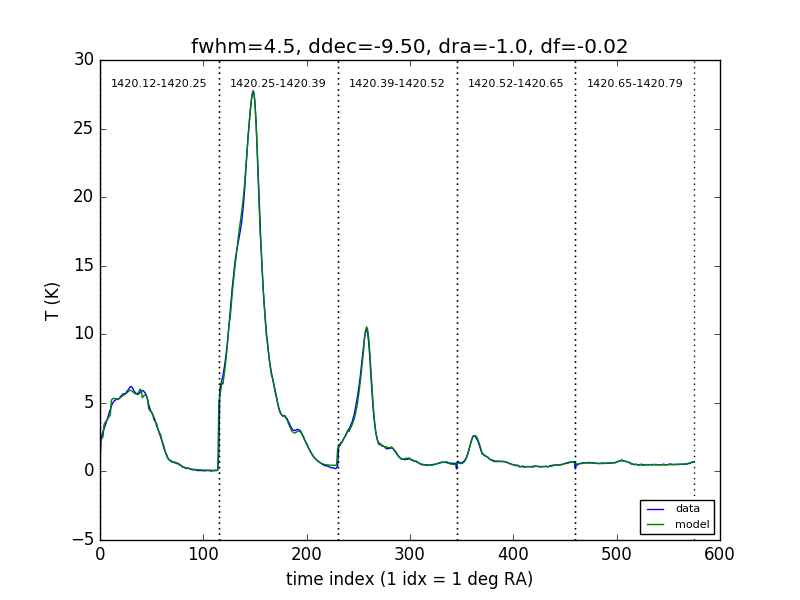 fwhm=4.5, ddec=-9.50, dra=-1.0, df=-0.02
30
1420.12-1420.25 1420.25-1420.39 1420.39-1420.52 1420.52-1420.65 1420.65-1420.79
25
20
15
10
5
0
−5
T (K)
data
model
0 100 200 300 400 500 600
time index (1 idx = 1 deg RA)